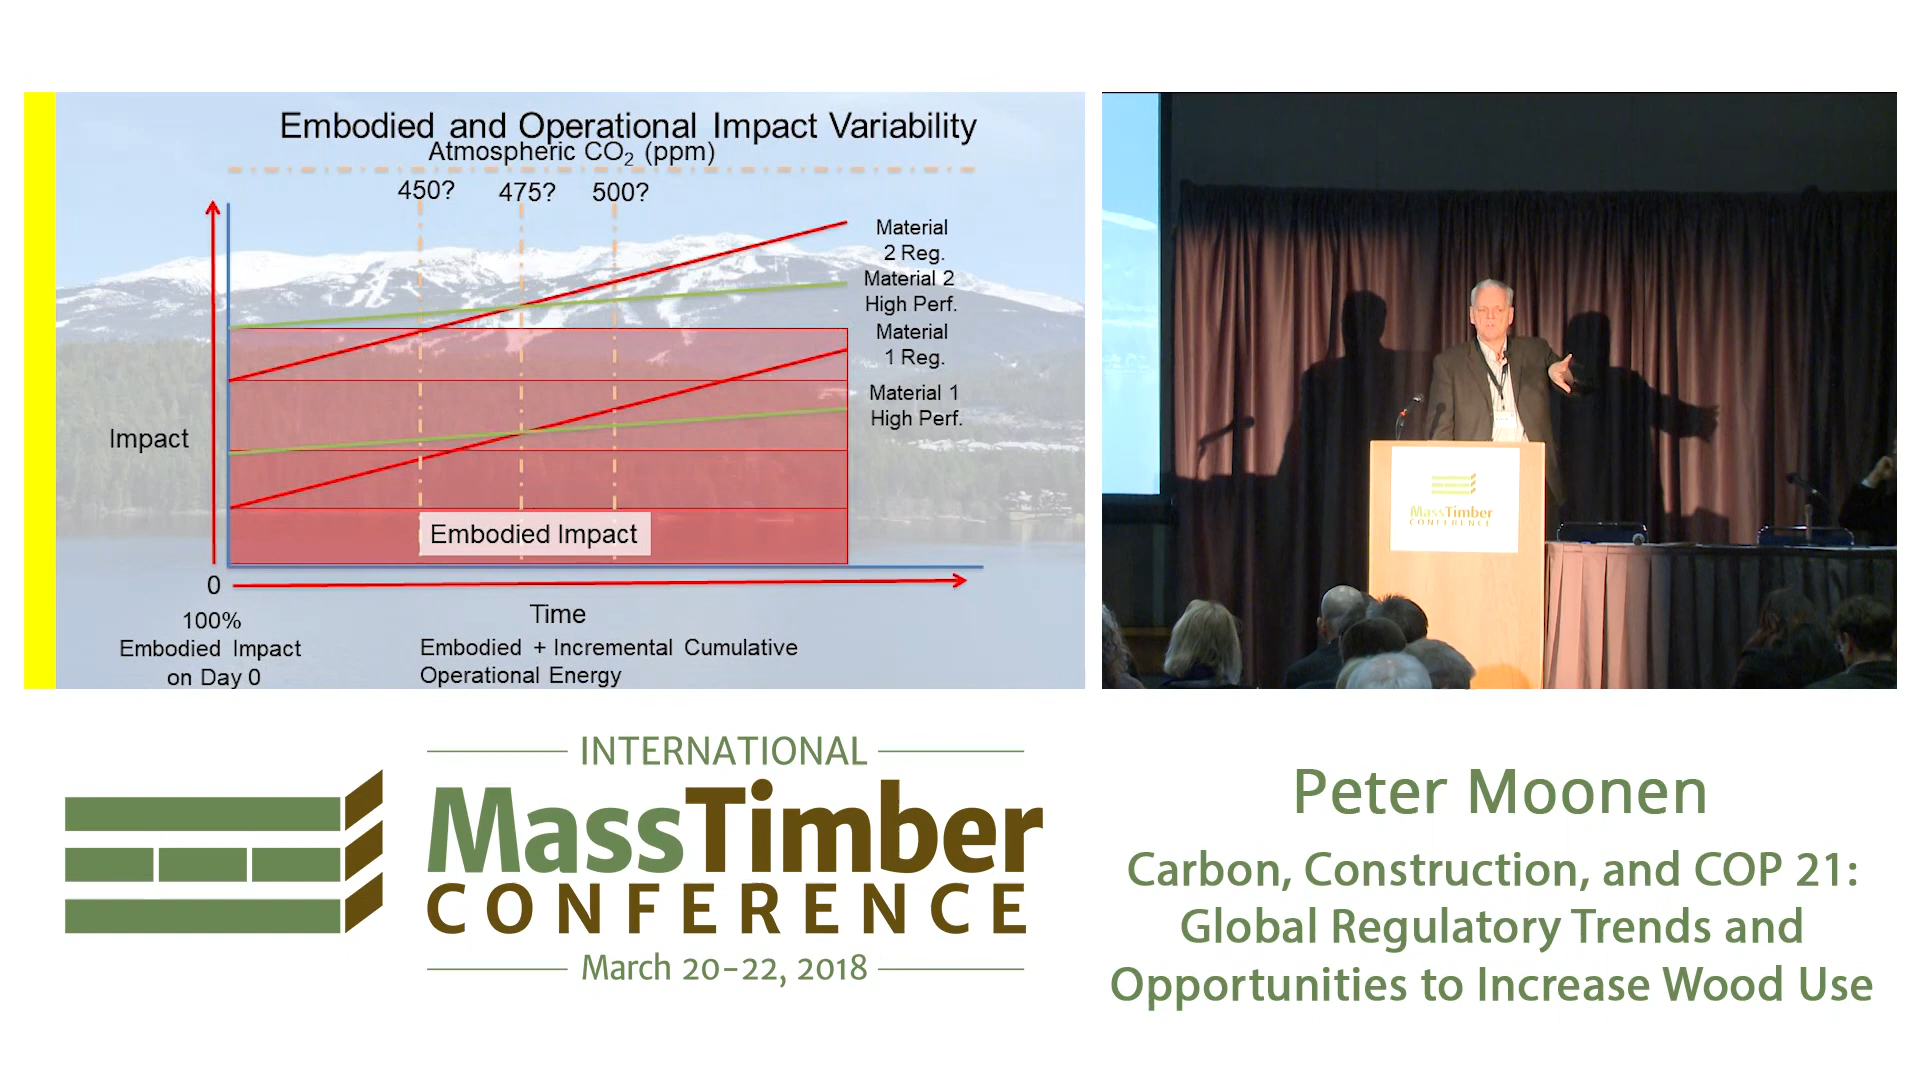 Embodied and Operational Impact Variability
Atmospheric CO₂ (ppm)
450? 475? 500?
Material
2 Reg.
Material 2
High Perf.
Material
1 Reg.
Material 1
High Perf.
Impact
Embodied Impact
0
Time
100%
Embodied Impact
on Day 0
Embodied + Incremental Cumulative
Operational Energy
MassTimber
CONFERENCE
INTERNATIONAL
MassTimber
CONFERENCE
March 20-22, 2018
Peter Moonen
Carbon, Construction, and COP 21:
Global Regulatory Trends and
Opportunities to Increase Wood Use